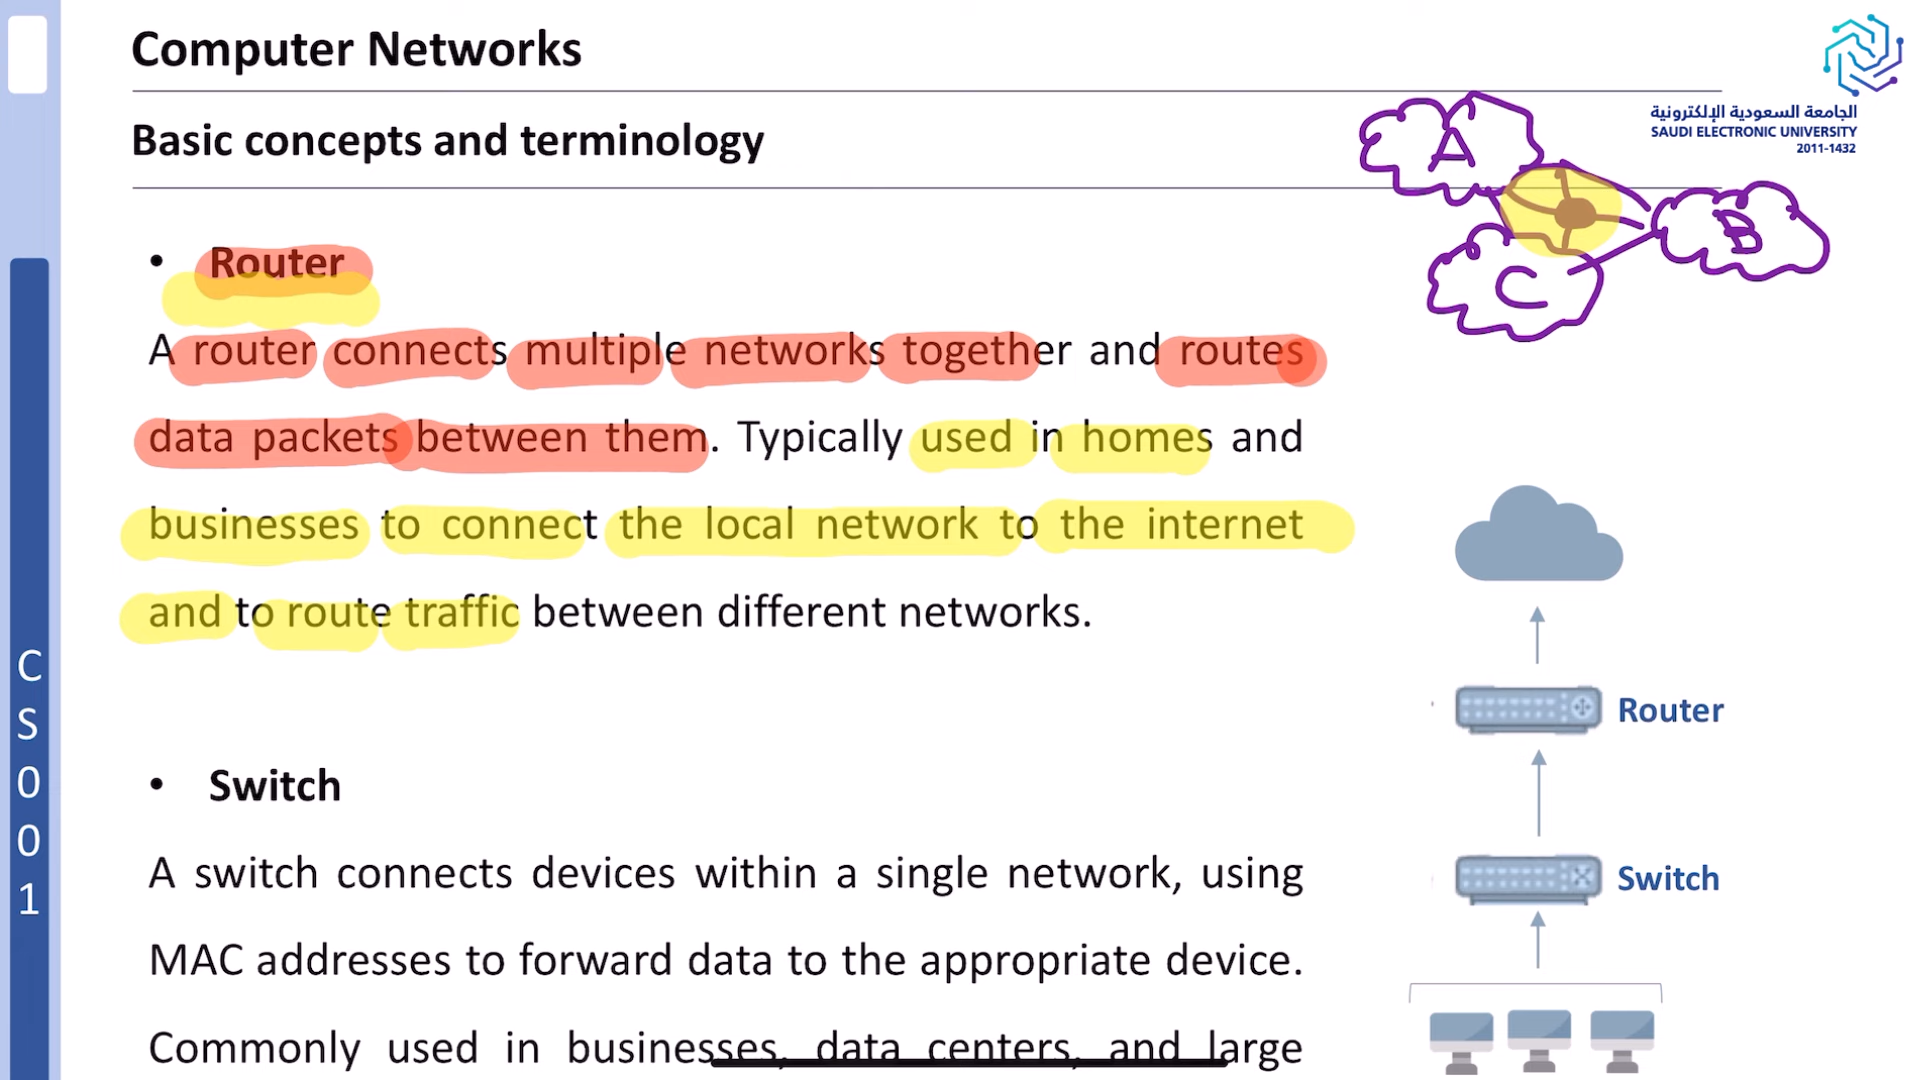 Computer Networks
الجامعة السعودية الإلكترونية
SAUDI ELECTRONIC UNIVERSITY
2011-1432
Basic concepts and terminology
A
B
C
• Router
A router connects multiple networks together and routes
data packets between them. Typically used in homes and
businesses to connect the local network to the internet
and to route traffic between different networks.
Router
• Switch
Switch
A switch connects devices within a single network, using
MAC addresses to forward data to the appropriate device.
Commonly used in businesses, data centers, and large
C
S
0
0
1